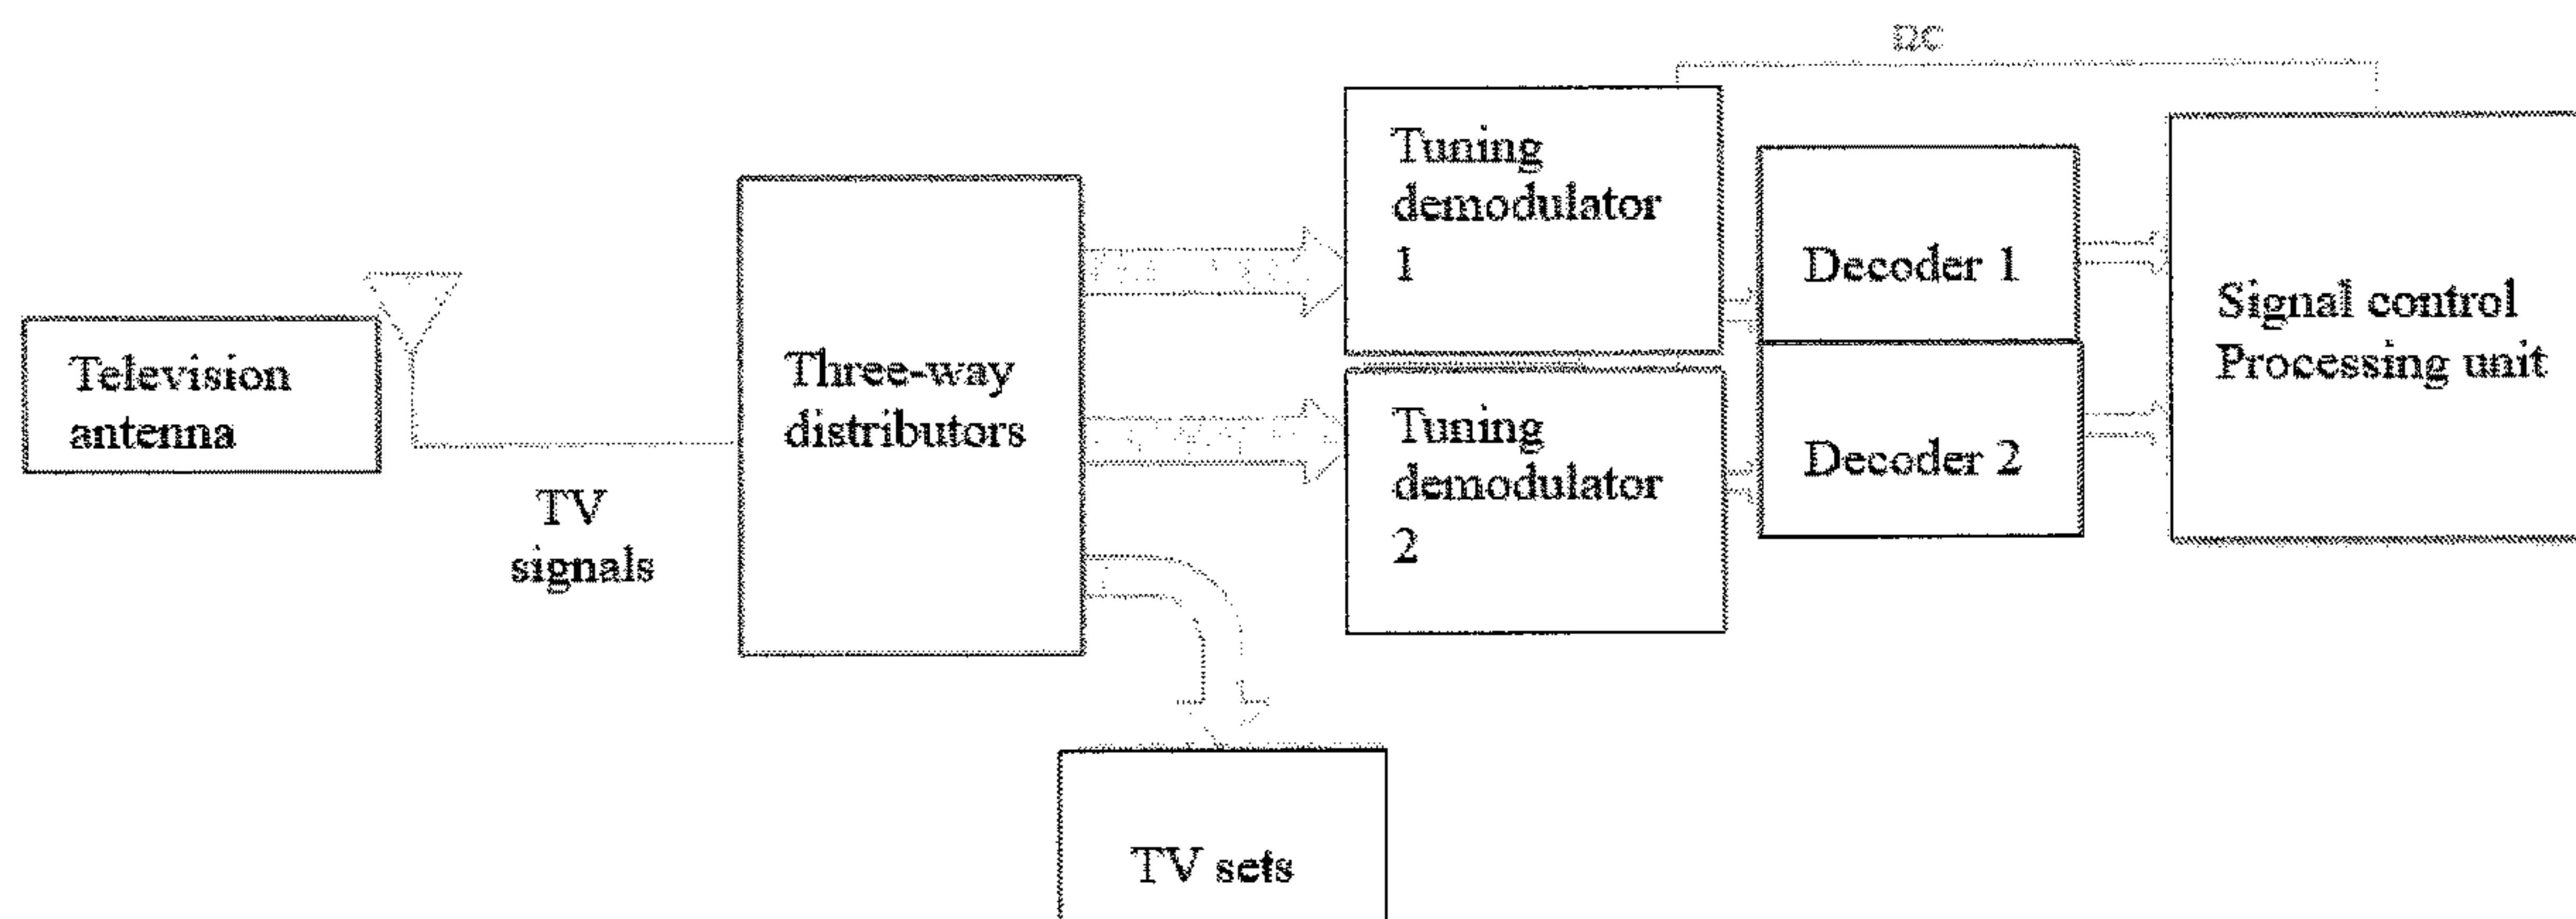 I2C
Tuning
demodulator
1
Decoder 1
Signal control
Processing unit
Television
antenna
Three-way
distributors
Tuning
demodulator
2
Decoder 2
TV
signals
TV sets